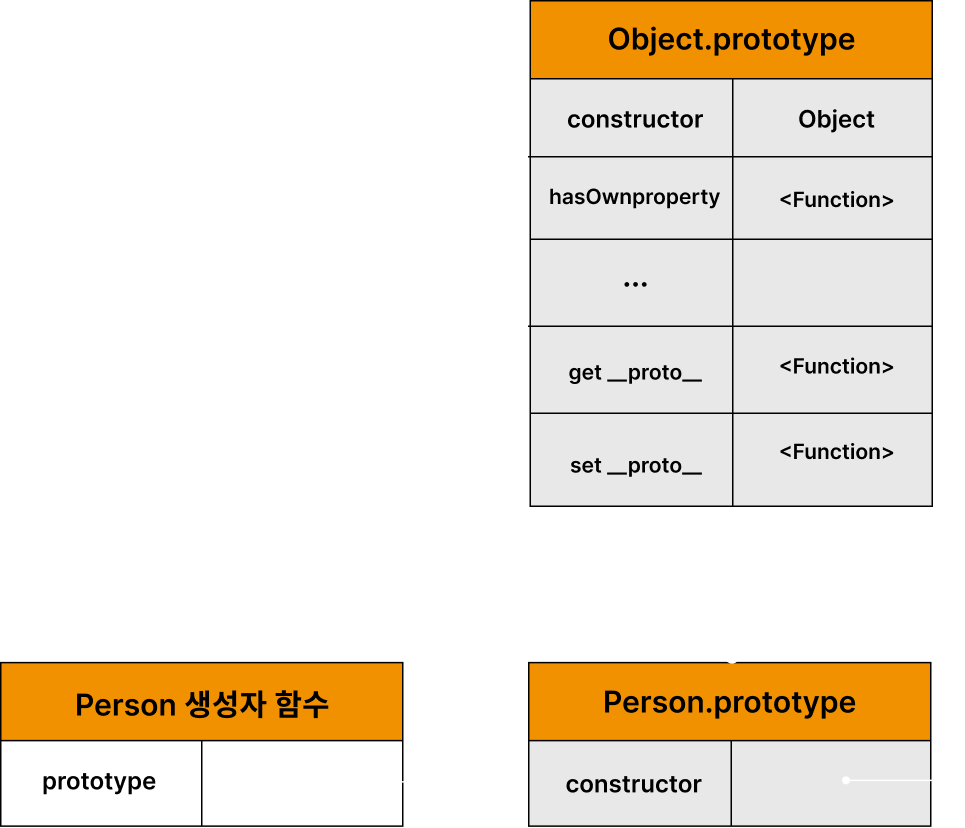 Object.prototype
constructor Object
hasOwnproperty <Function>
...
get __proto__ <Function>
set __proto__ <Function>
Person 생성자 함수
prototype
Person.prototype
constructor